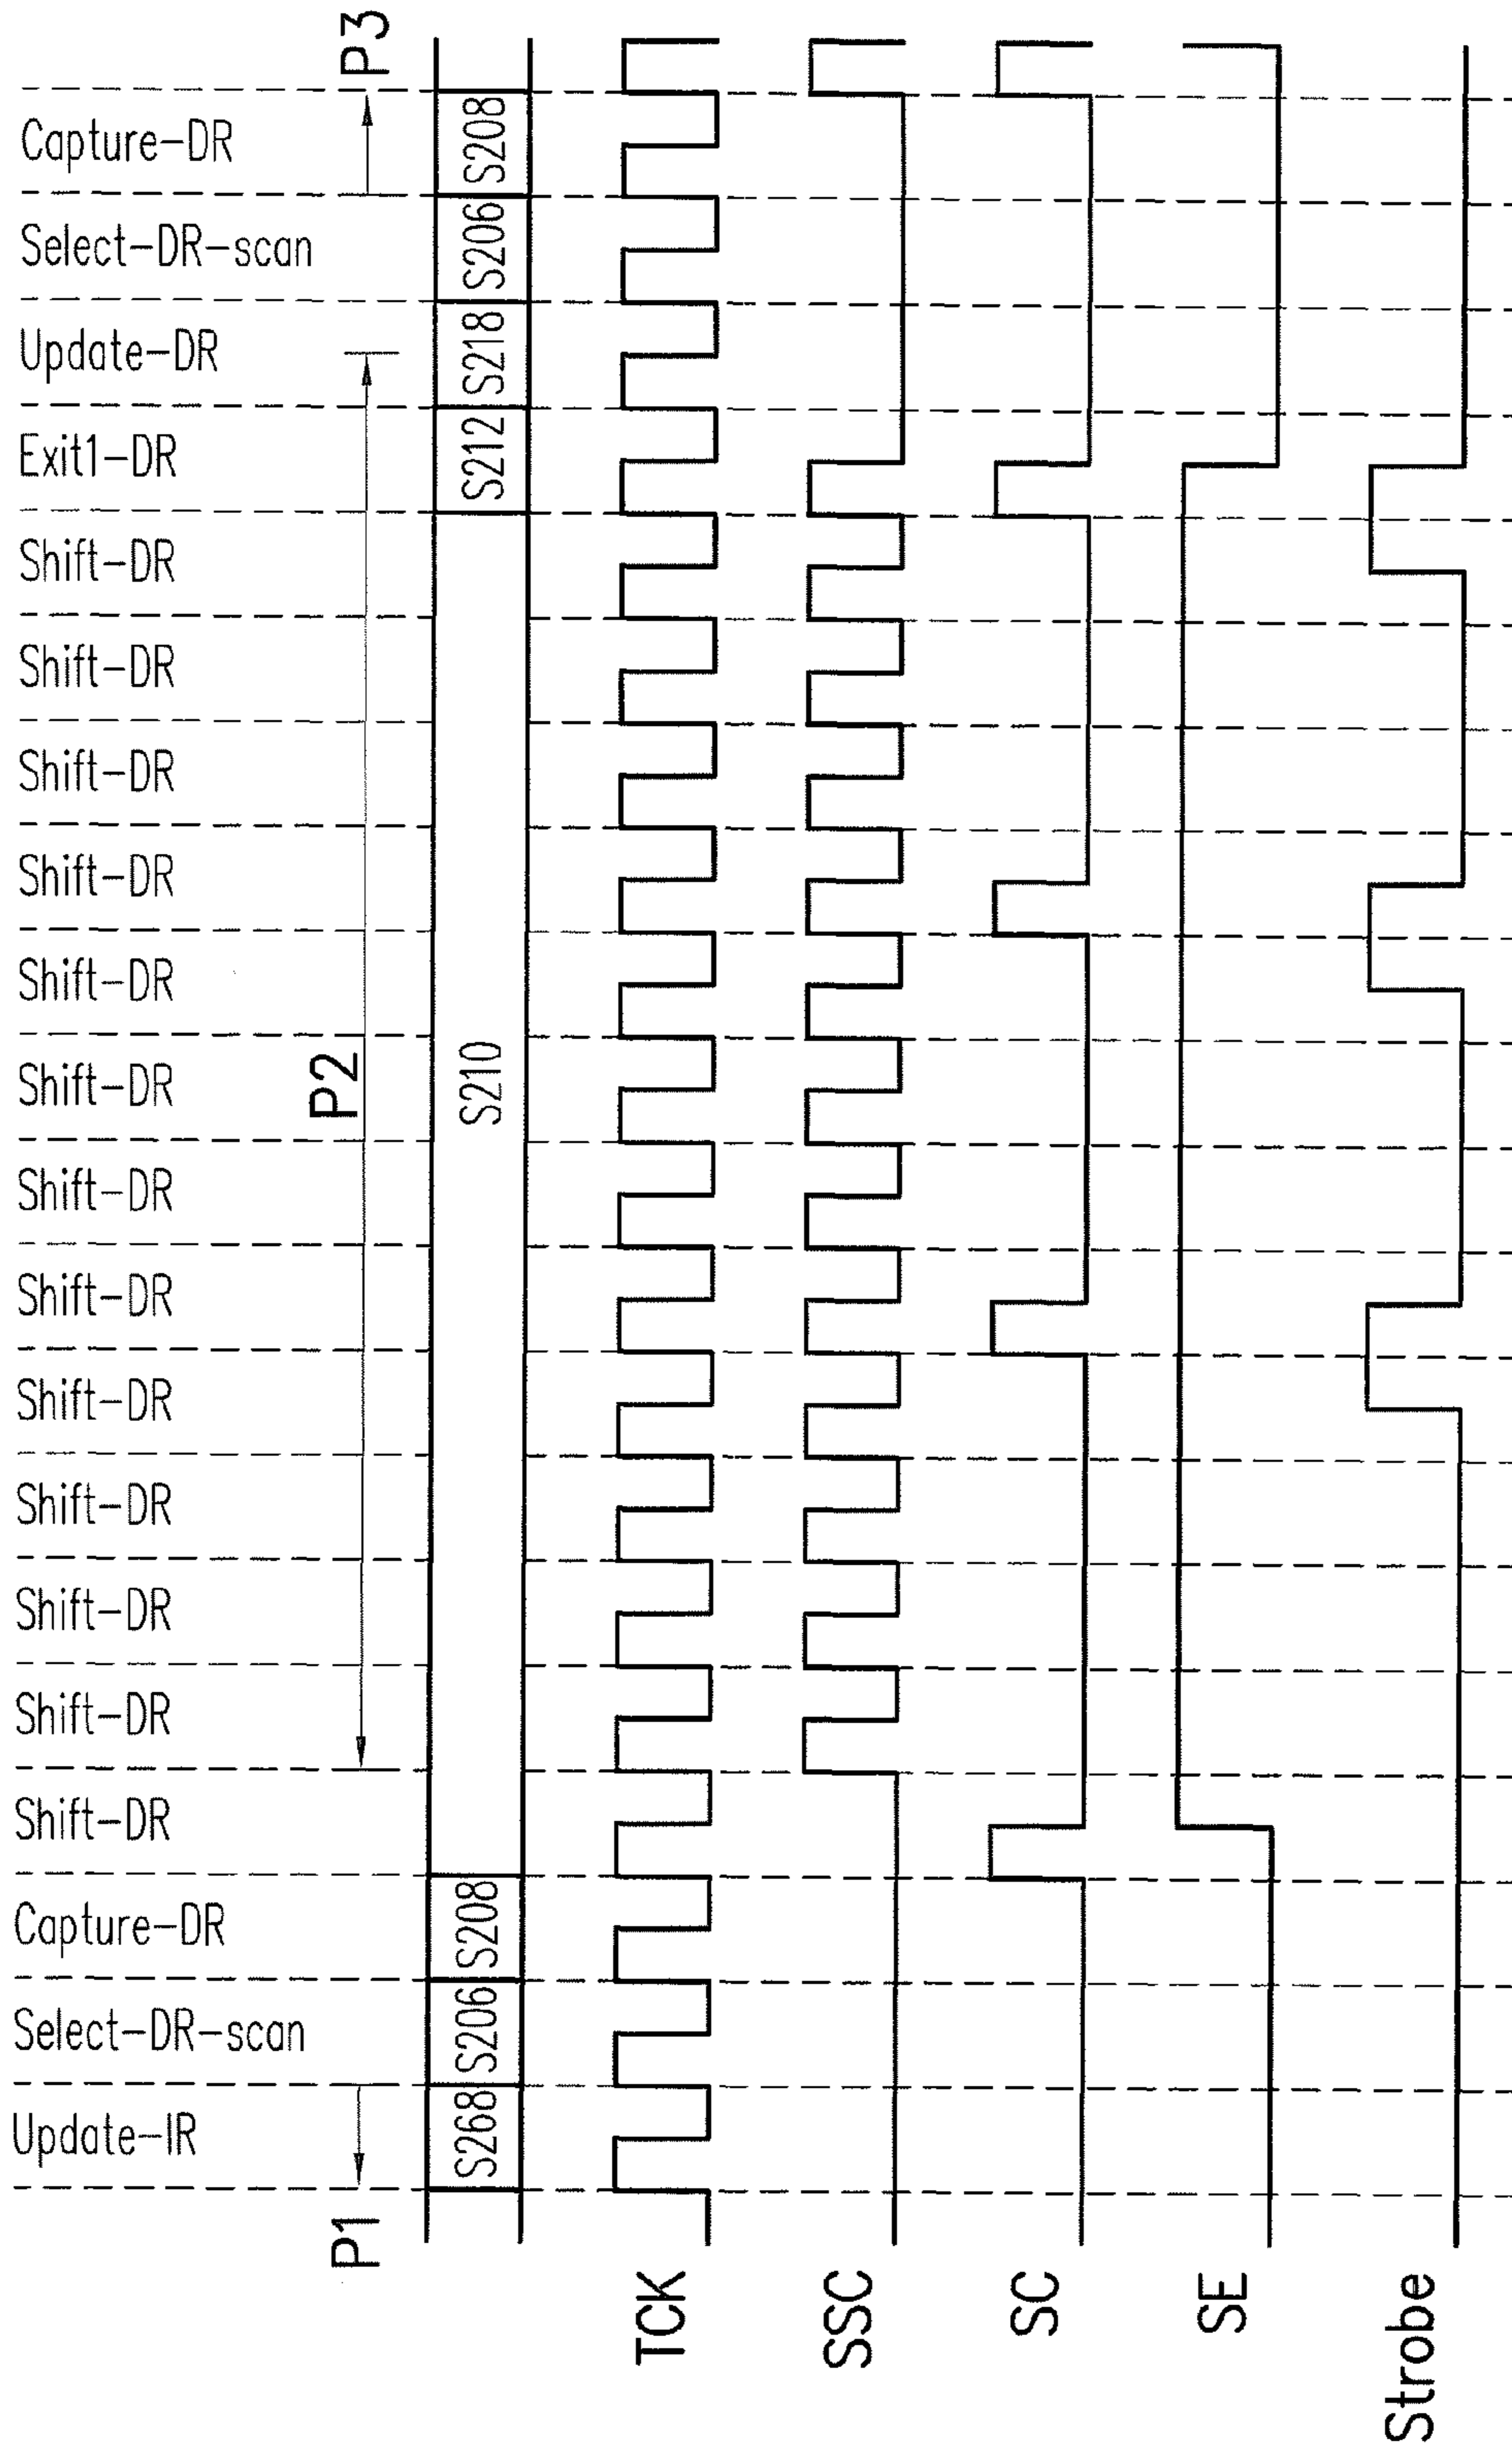 Capture-DR
Select-DR-scan
Update-DR
Exit1-DR
Shift-DR
Shift-DR
Shift-DR
Shift-DR
Shift-DR
Shift-DR
Shift-DR
Shift-DR
Shift-DR
Shift-DR
Shift-DR
Shift-DR
Shift-DR
Capture-DR
Select-DR-scan
Update-IR
P1
P2
P3
S268
S206
S208
S210
S212
S218
S206
S208
TCK
SSC
SC
SE
Strobe